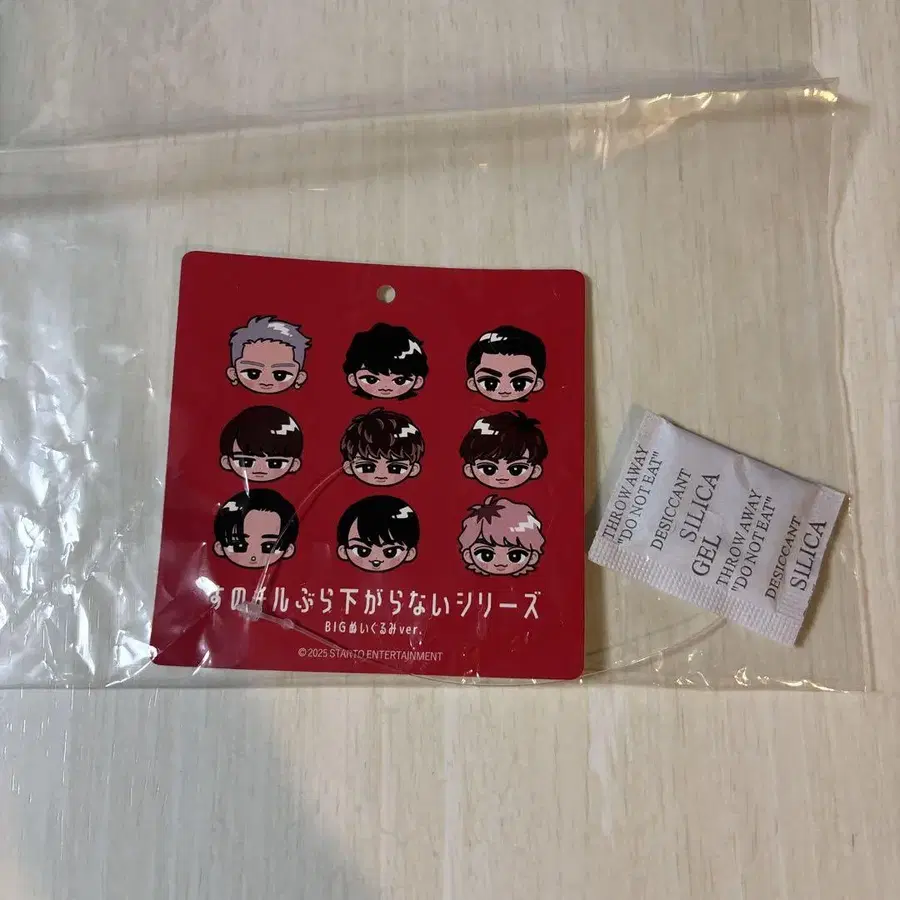 すの#ルぶら下がらないシリーズ
BIGぬいぐるみver.
© 2025 STARTO ENTERTAINMENT
THROW AWAY
"DO NOT EAT"
DESICCANT
SILICA
GEL
THROW AWAY
"DO NOT EAT"
DESICCANT
SILICA